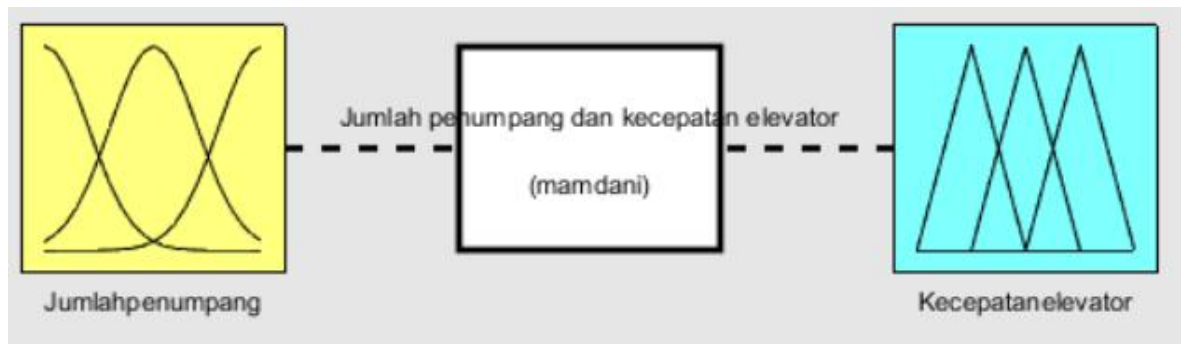 Jumlah penumpang dan kecepatan elevator
(mamdani)
Jumlahpenumpang
Kecepatanelevator